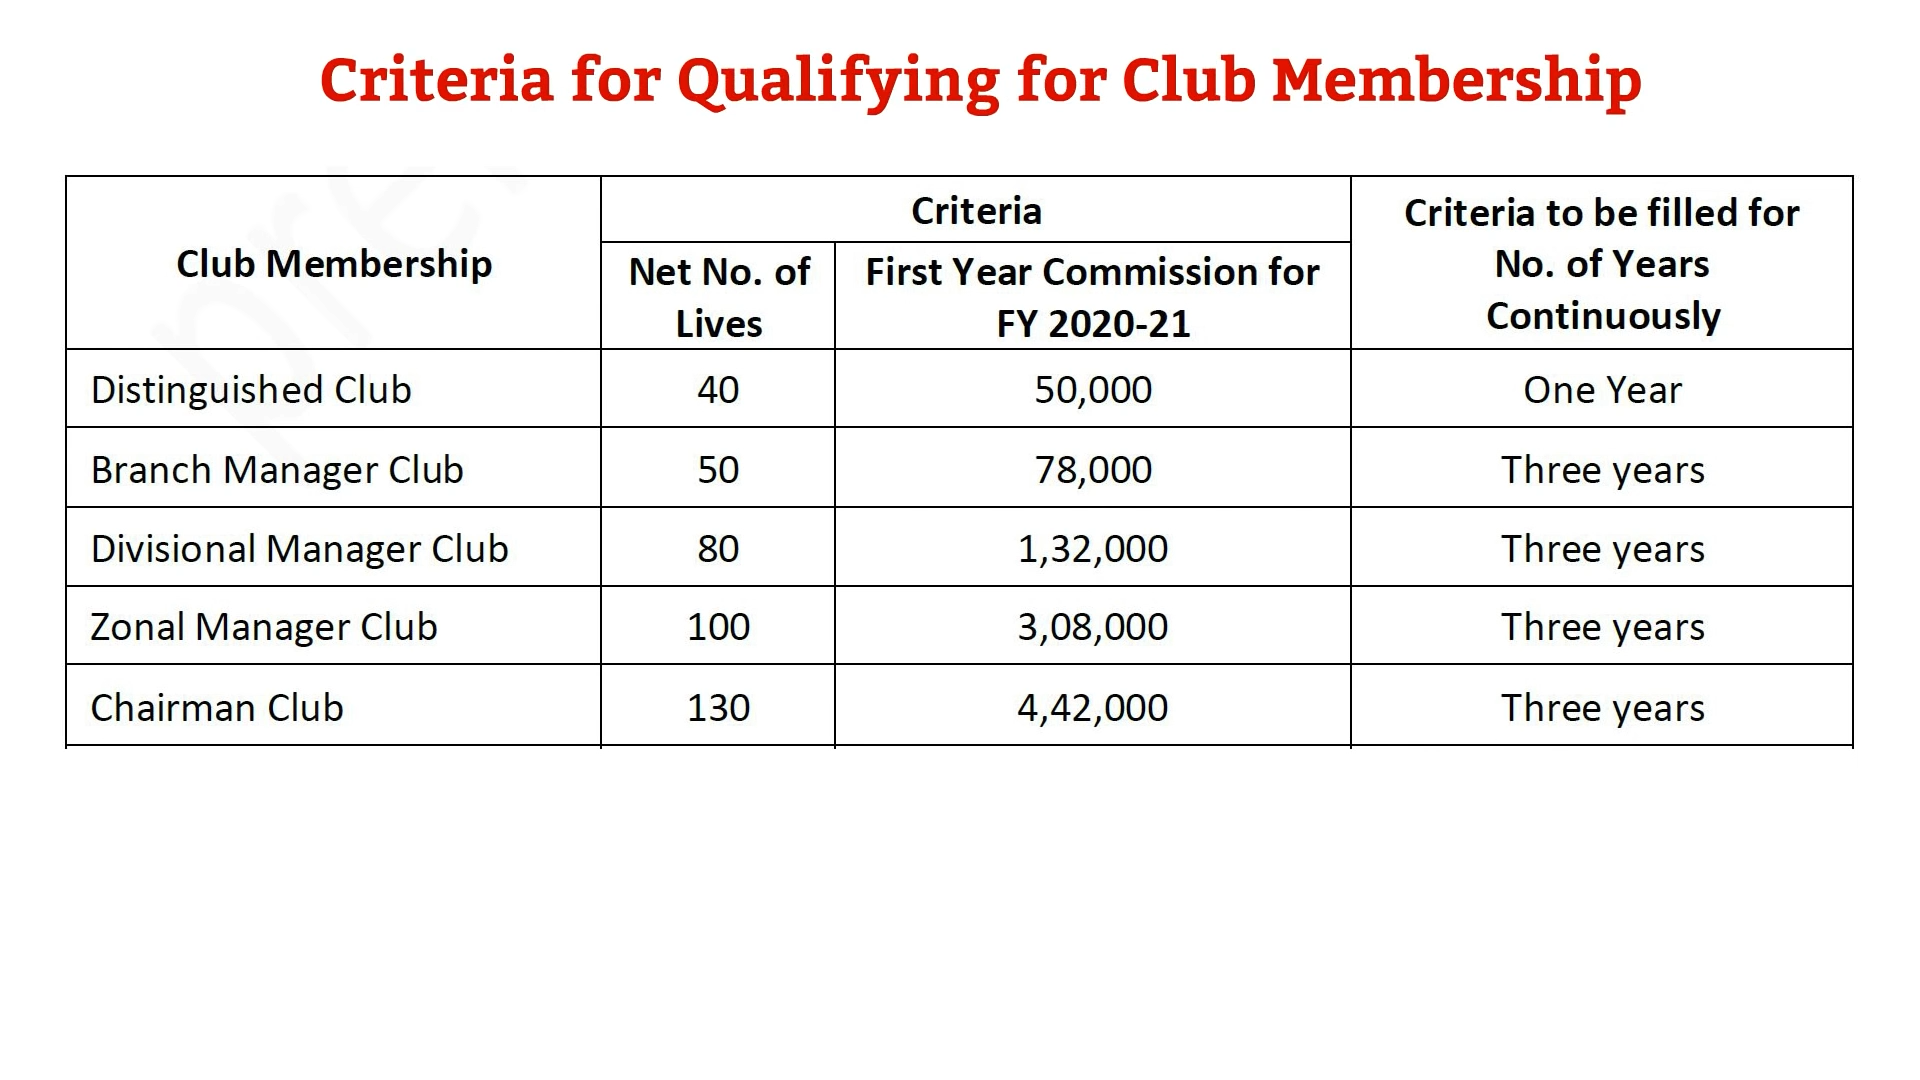 Criteria for Qualifying for Club Membership
Club Membership
Criteria
Criteria to be filled for
No. of Years
Continuously
Net No. of
Lives
First Year Commission for
FY 2020-21
Distinguished Club 40 50,000 One Year
Branch Manager Club 50 78,000 Three years
Divisional Manager Club 80 1,32,000 Three years
Zonal Manager Club 100 3,08,000 Three years
Chairman Club 130 4,42,000 Three years